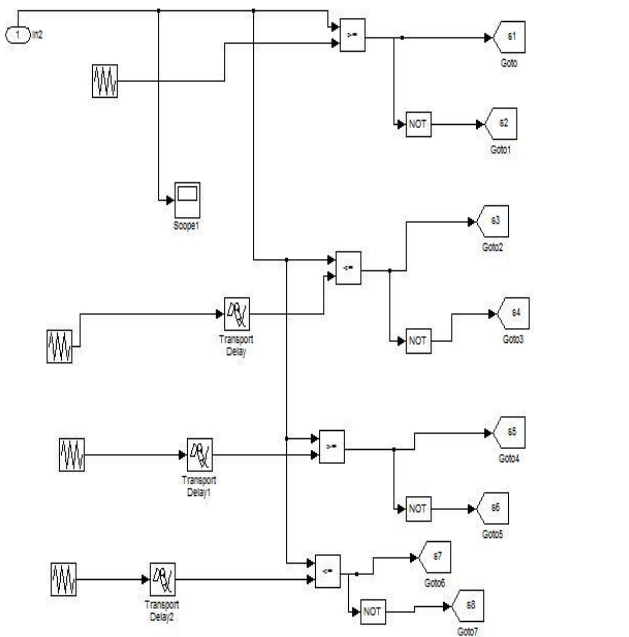 1 In2
>=
s1
Goto
NOT
s2
Goto1
Scope1
s3
Goto2
<=
Transport
Delay
NOT
s4
Goto3
>=
s5
Goto4
Transport
Delay1
NOT
s6
Goto5
<=
s7
Goto6
Transport
Delay2
NOT
s8
Goto7